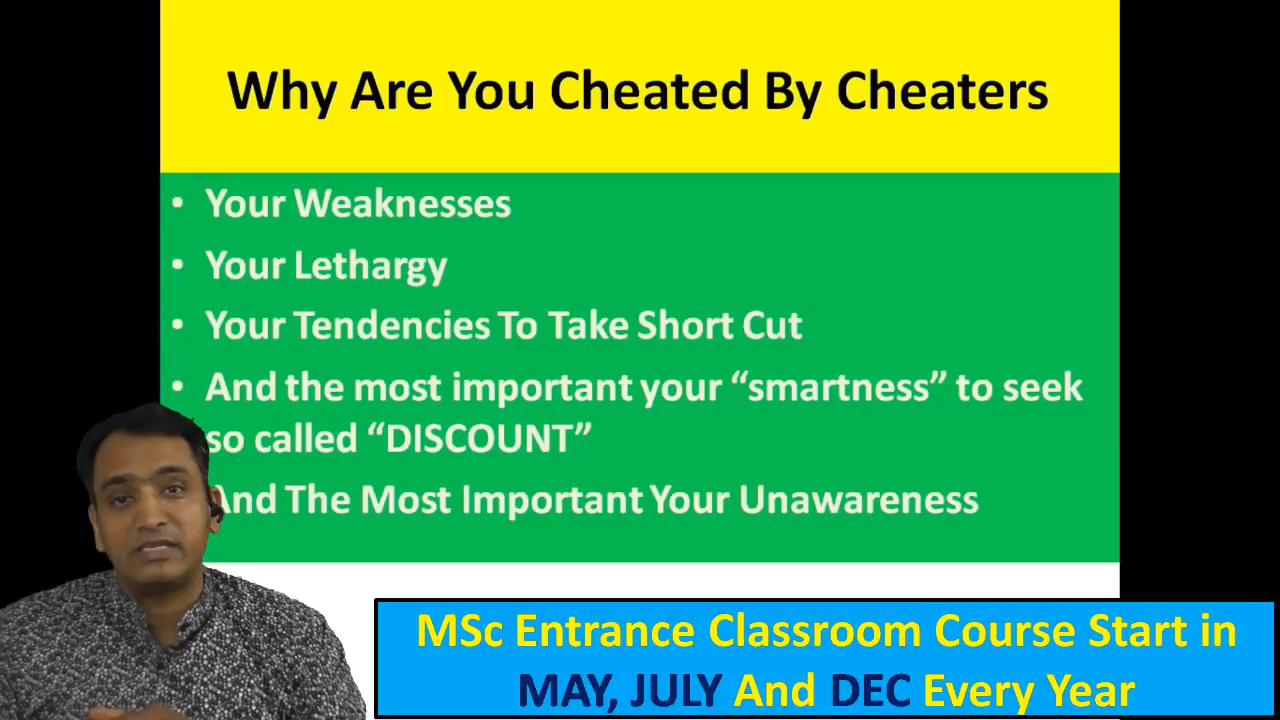 Why Are You Cheated By Cheaters
• Your Weaknesses
• Your Lethargy
• Your Tendencies To Take Short Cut
• And the most important your “smartness” to seek
so called “DISCOUNT”
And The Most Important Your Unawareness
MSc Entrance Classroom Course Start in
MAY, JULY And DEC Every Year